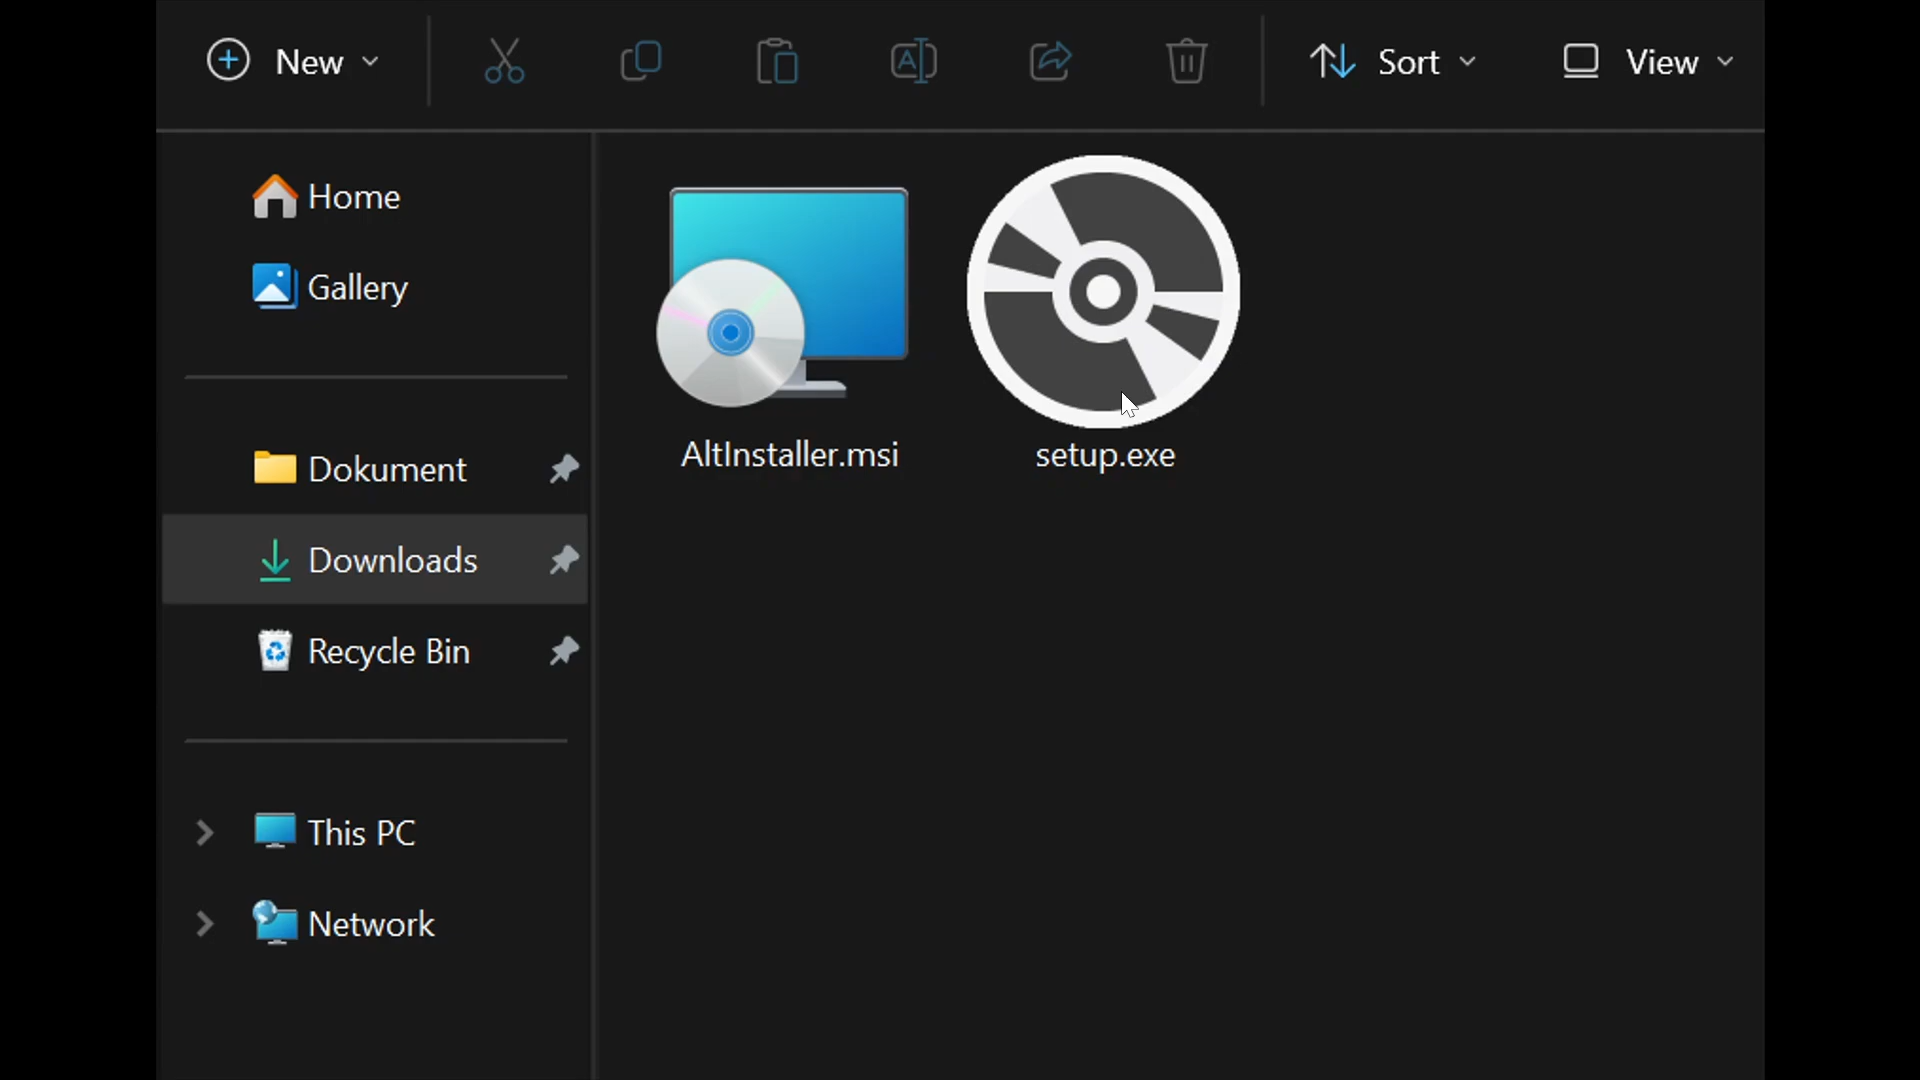 New
Sort
View
Home
Gallery
Dokument
Downloads
Recycle Bin
This PC
Network
AltInstaller.msi
setup.exe